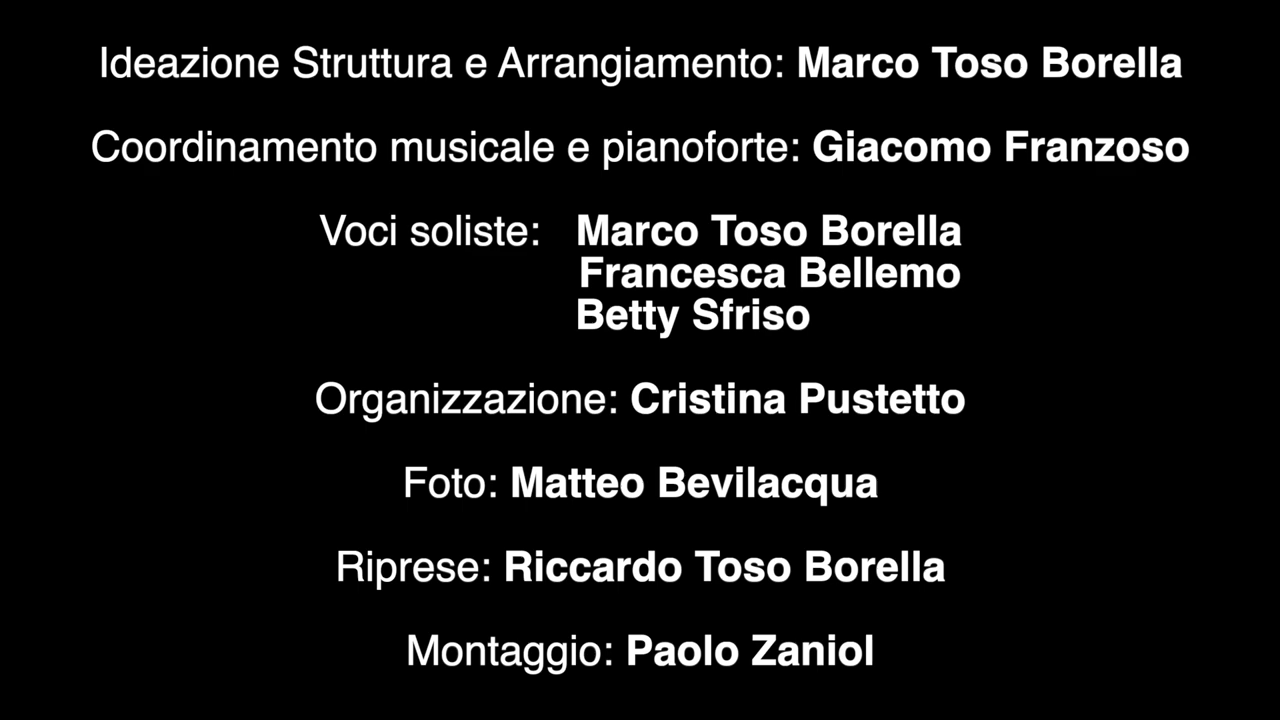 Ideazione Struttura e Arrangiamento: Marco Toso Borella
Coordinamento musicale e pianoforte: Giacomo Franzoso
Voci soliste: Marco Toso Borella
Francesca Bellemo
Betty Sfriso
Organizzazione: Cristina Pustetto
Foto: Matteo Bevilacqua
Riprese: Riccardo Toso Borella
Montaggio: Paolo Zaniol